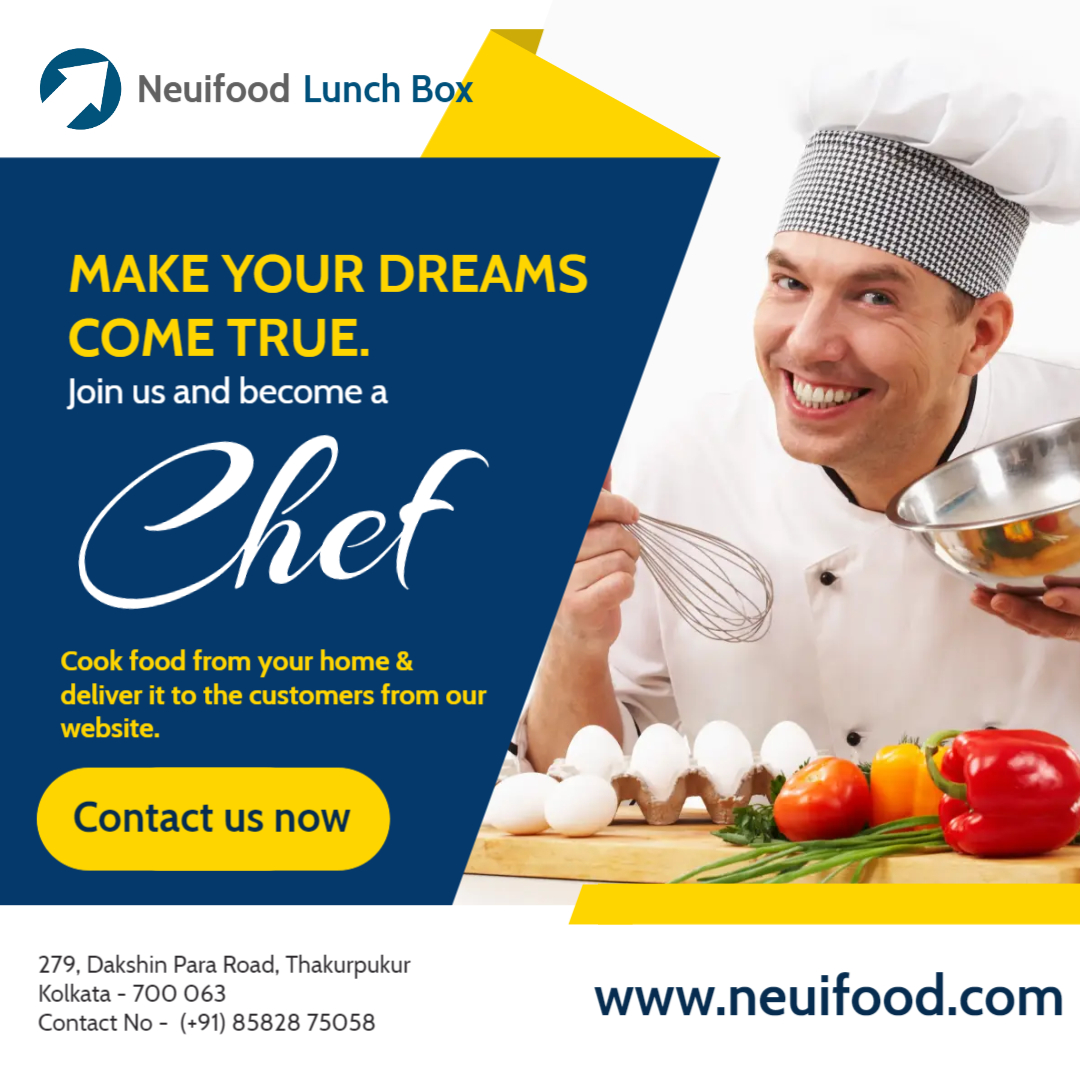 Neuifood Lunch Box
MAKE YOUR DREAMS
COME TRUE.
Join us and become a
Chef
Cook food from your home &
deliver it to the customers from our
website.
Contact us now
279, Dakshin Para Road, Thakurpukur
Kolkata - 700 063
Contact No - (+91) 85828 75058
www.neuifood.com